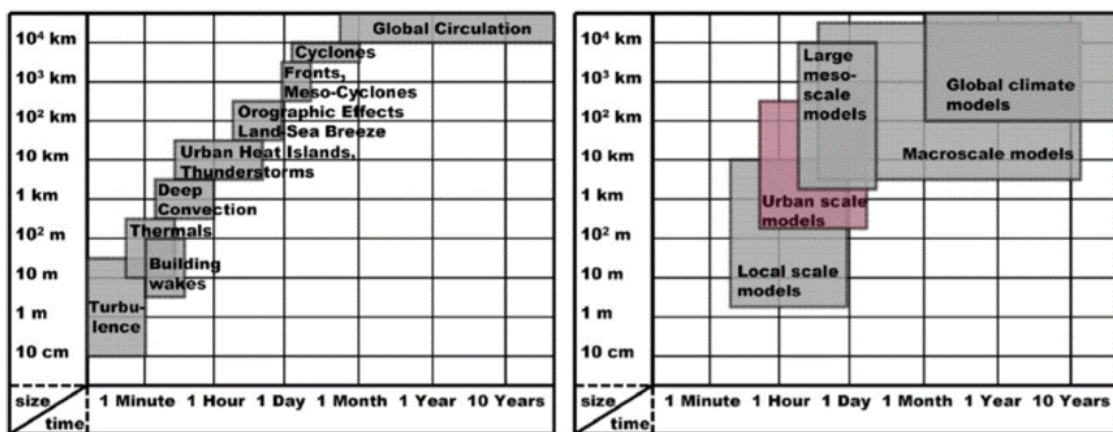 10⁴ km
10³ km
10² km
10 km
1 km
10² m
10 m
1 m
10 cm
Global Circulation
Cyclones
Fronts,
Meso-Cyclones
Orographic Effects
Land-Sea Breeze
Urban Heat Islands,
Thunderstorms
Deep
Convection
Thermals
Building
wakes
Turbu-
lence
size
time
1 Minute
1 Hour
1 Day
1 Month
1 Year
10 Years
10⁴ km
10³ km
10² km
10 km
1 km
10² m
10 m
1 m
10 cm
Large
meso-
scale
models
Global climate
models
Macroscale models
Urban scale
models
Local scale
models
size
time
1 Minute
1 Hour
1 Day
1 Month
1 Year
10 Years